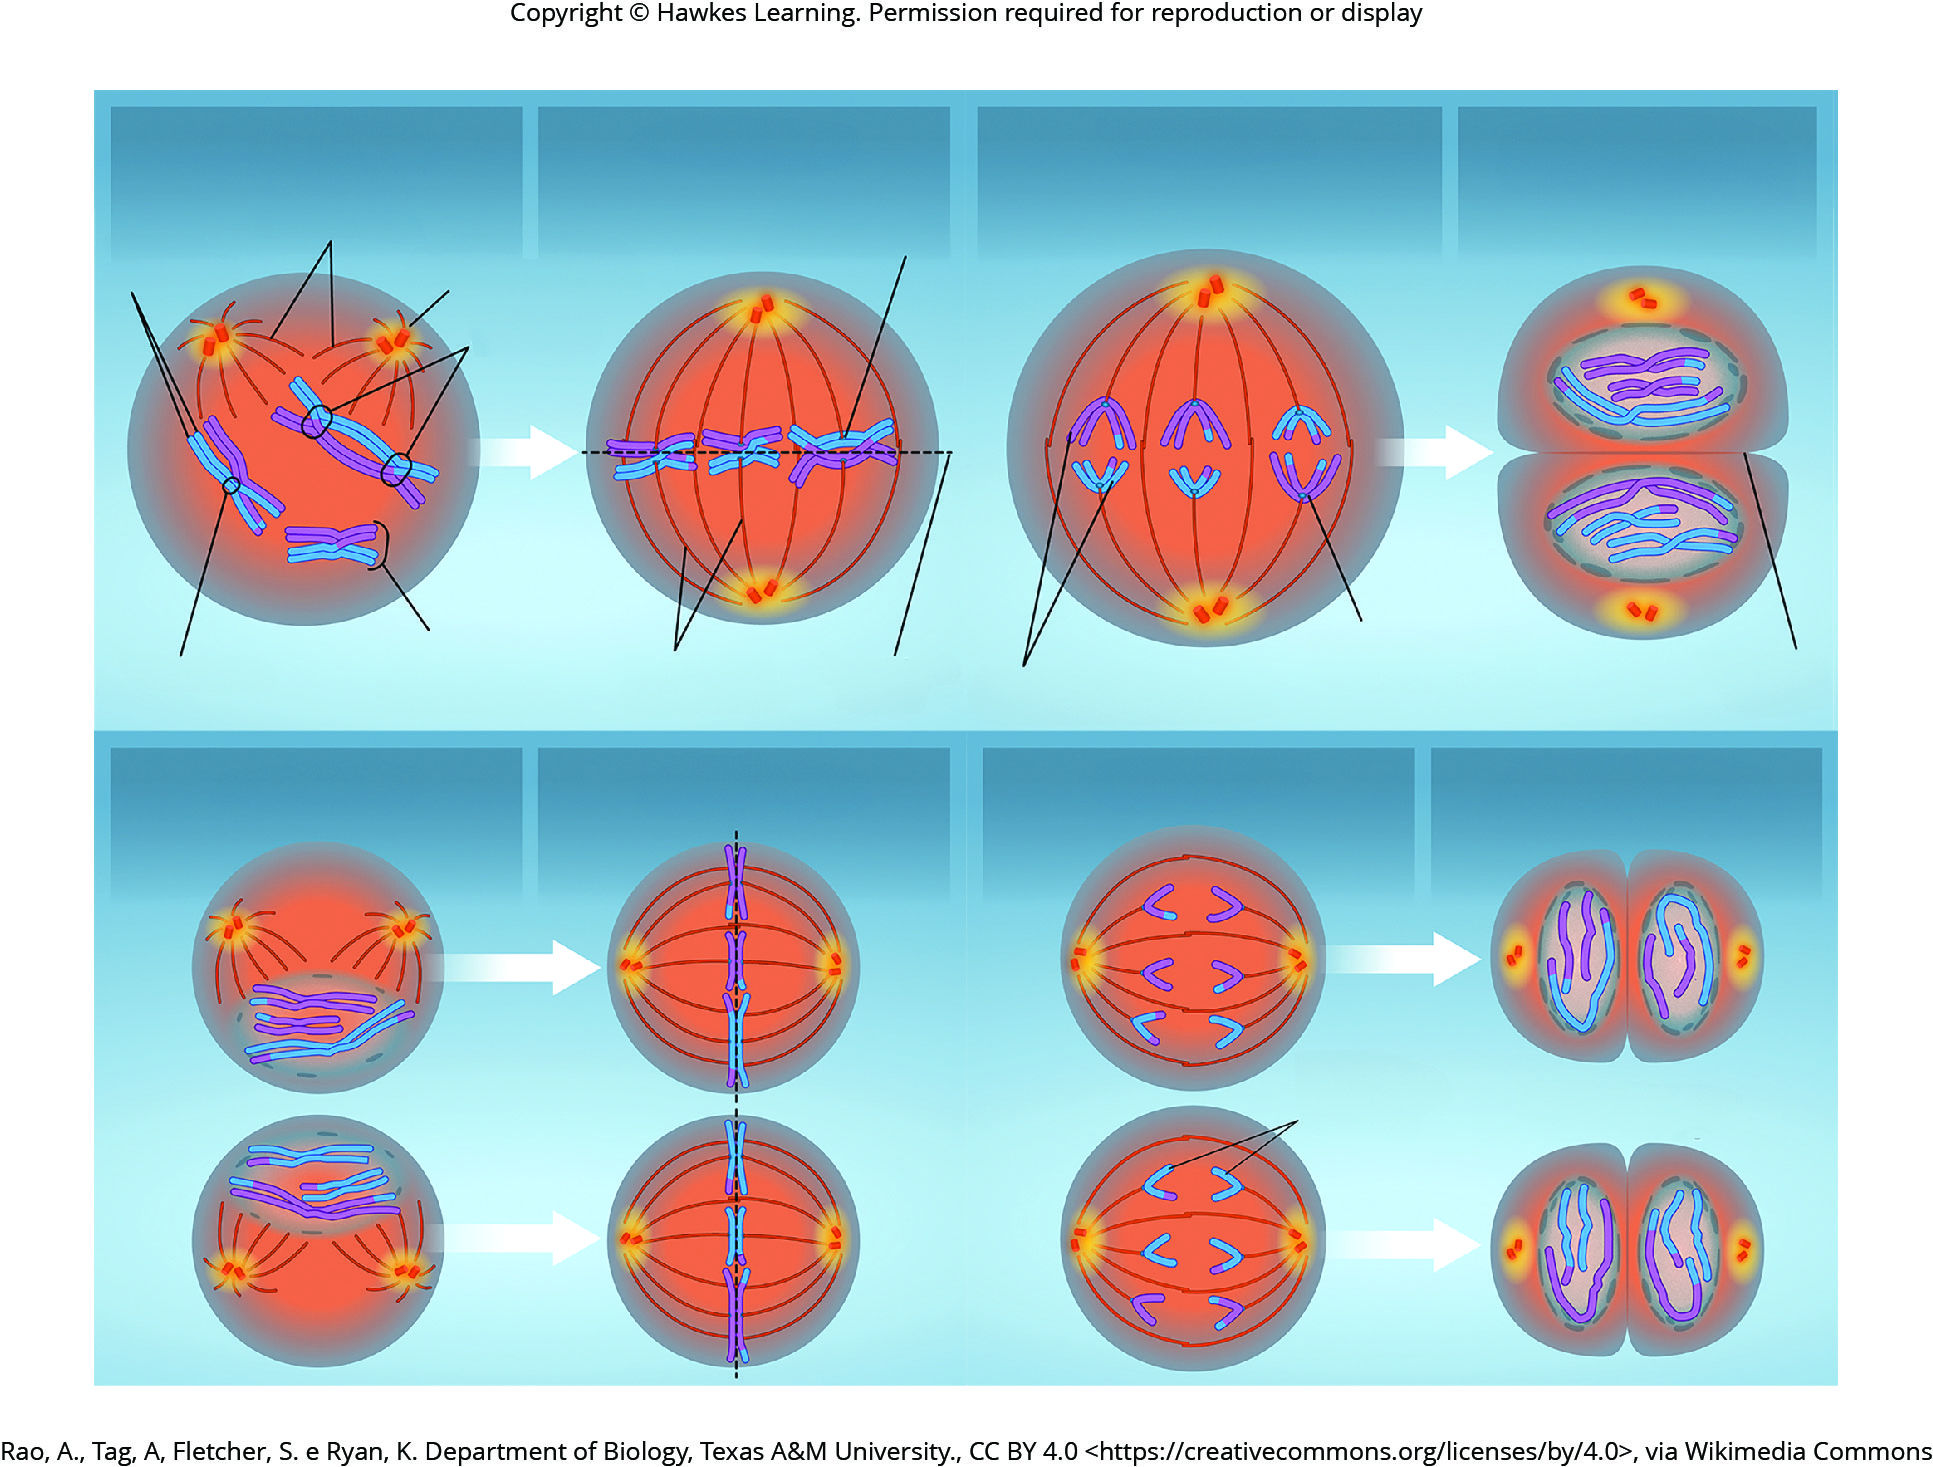 Copyright © Hawkes Learning. Permission required for reproduction or display
Rao, A., Tag, A, Fletcher, S. e Ryan, K. Department of Biology, Texas A&M University., CC BY 4.0 <https://creativecommons.org/licenses/by/4.0>, via Wikimedia Commons